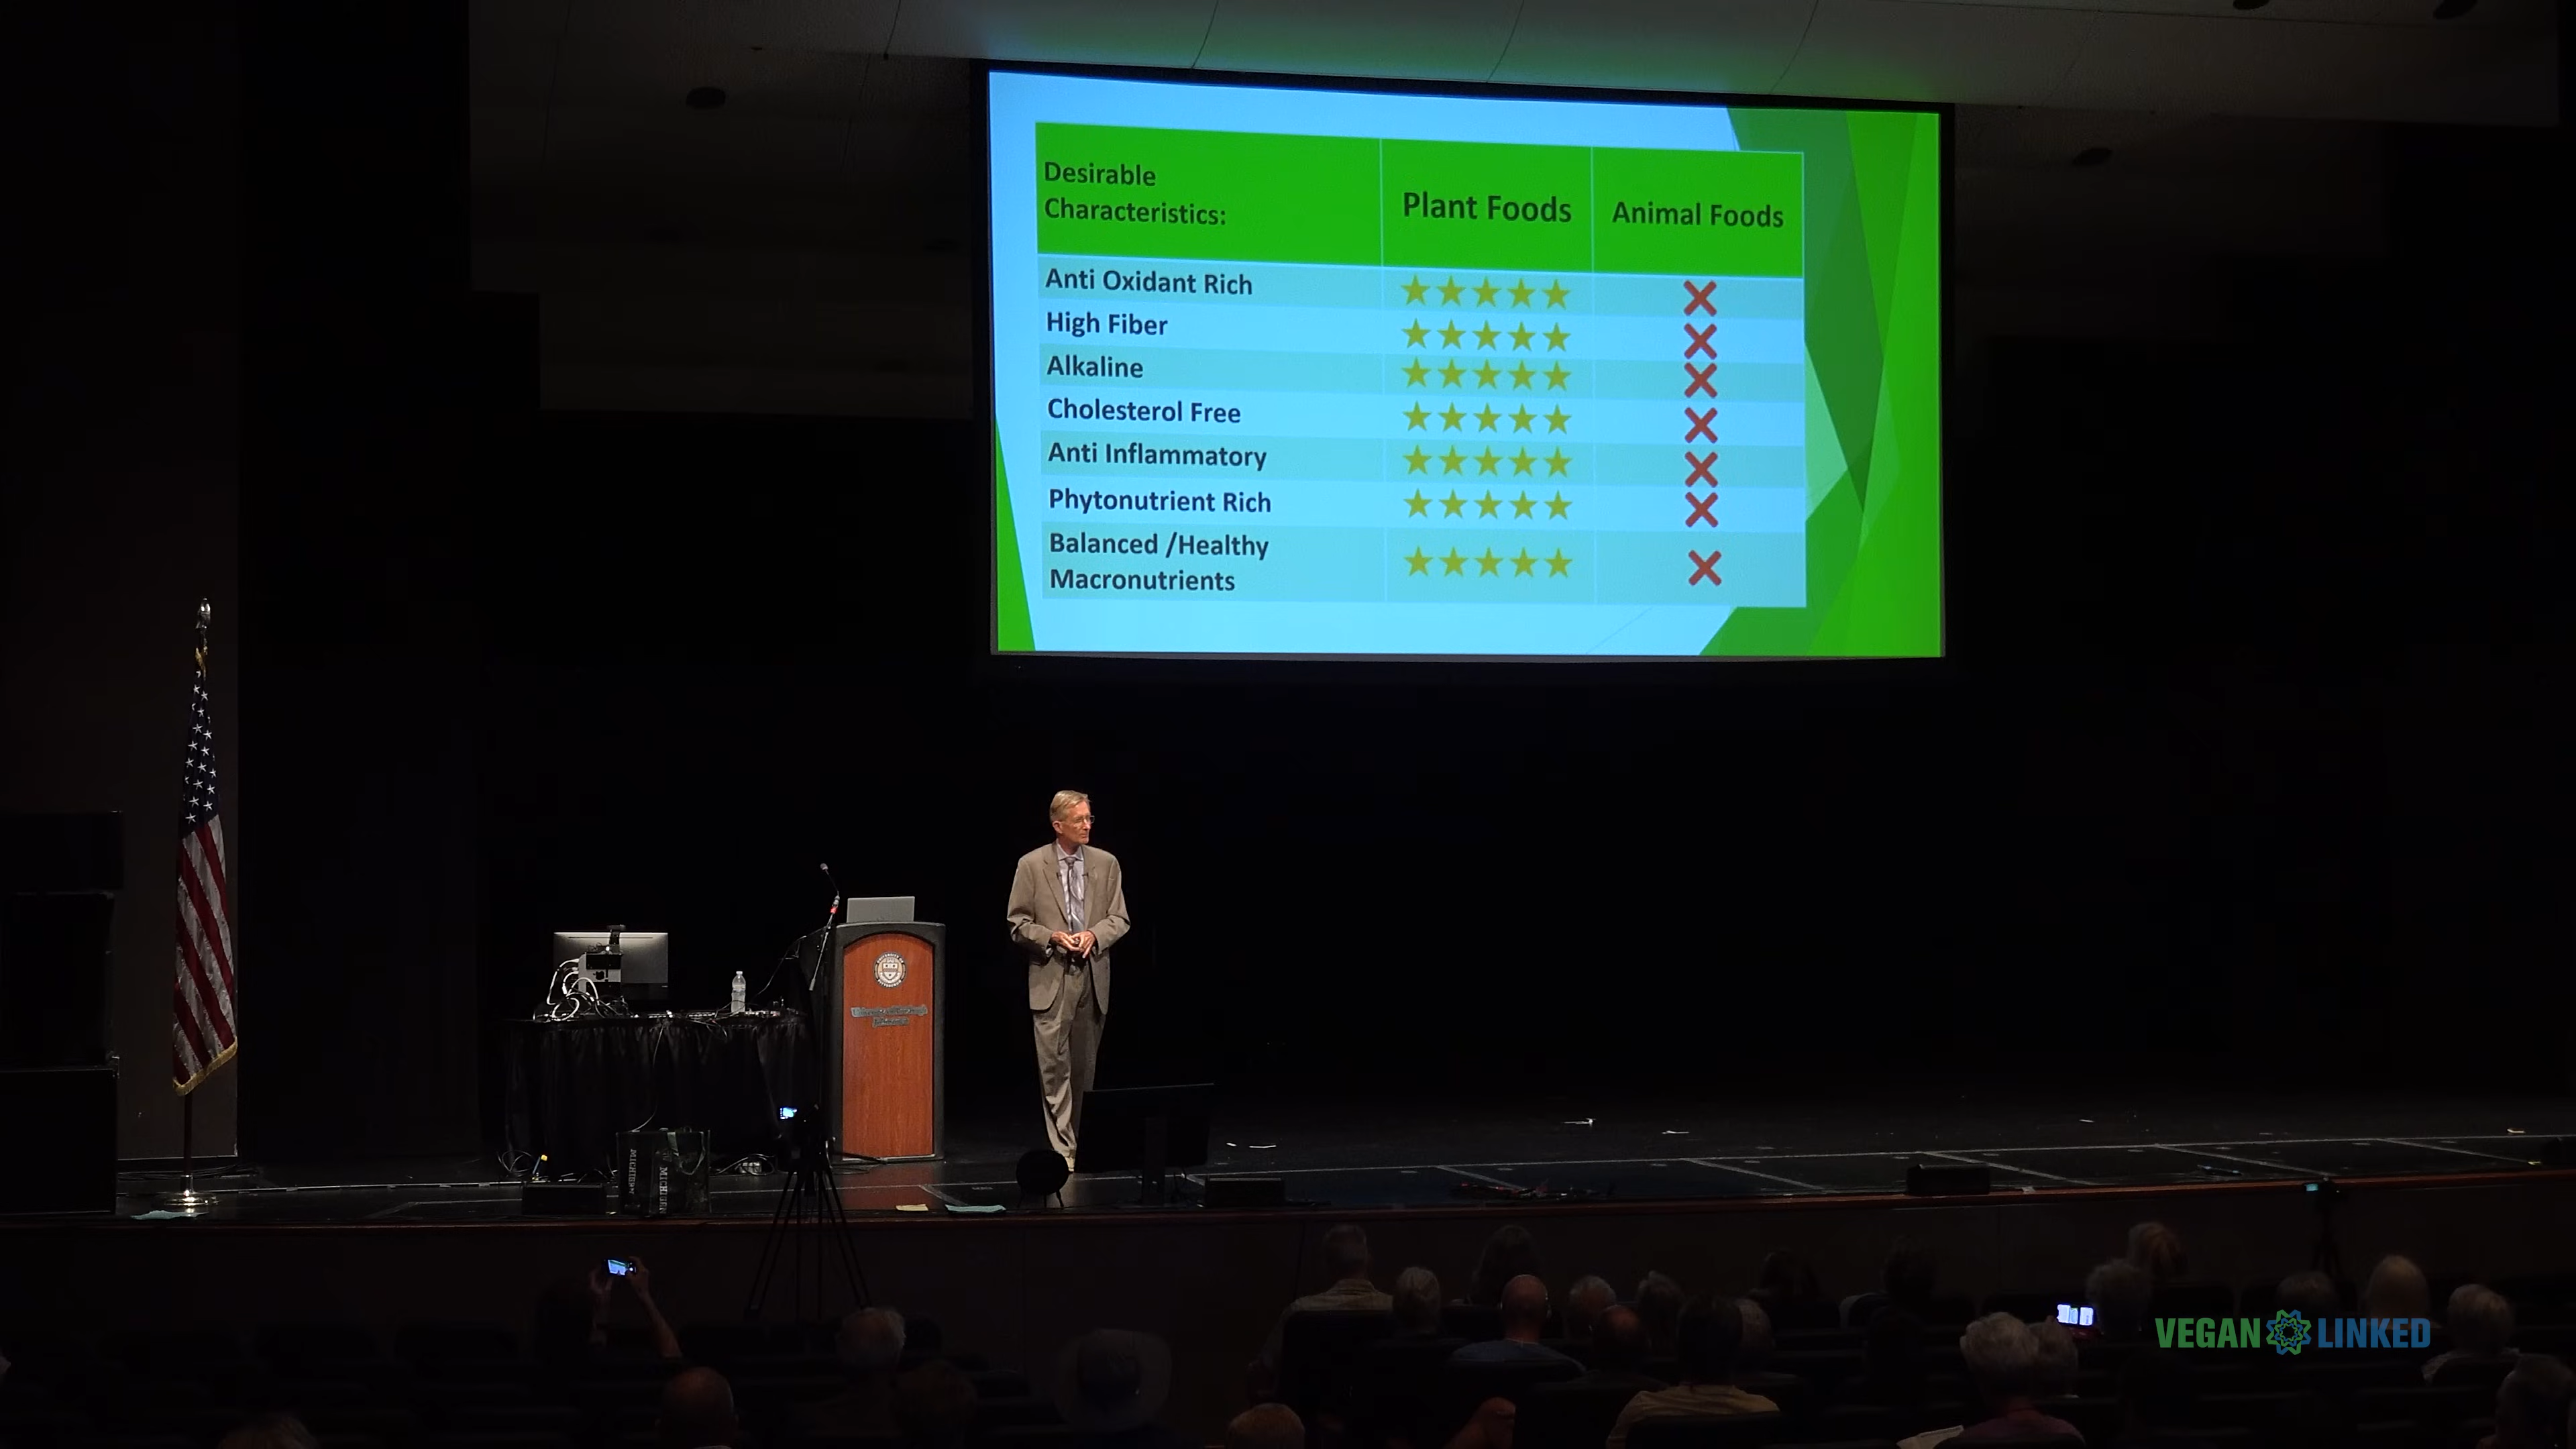 Desirable
Characteristics:
Plant Foods
Animal Foods
Anti Oxidant Rich
High Fiber
Alkaline
Cholesterol Free
Anti Inflammatory
Phytonutrient Rich
Balanced /Healthy
Macronutrients
VEGAN LINKED